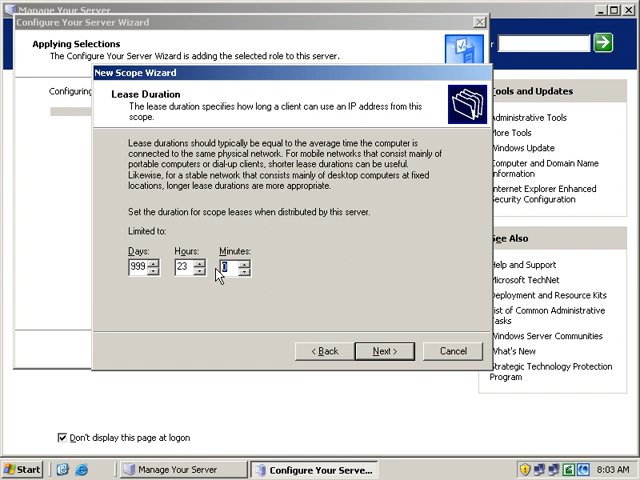 Manage Your Server
Configure Your Server Wizard
Applying Selections
The Configure Your Server Wizard is adding the selected role to this server.
Configuring
New Scope Wizard
Lease Duration
The lease duration specifies how long a client can use an IP address from this
scope.
Lease durations should typically be equal to the average time the computer is
connected to the same physical network. For mobile networks that consist mainly of
portable computers or dial-up clients, shorter lease durations can be useful.
Likewise, for a stable network that consists mainly of desktop computers at fixed
locations, longer lease durations are more appropriate.
Set the duration for scope leases when distributed by this server.
Limited to:
Days: Hours: Minutes:
999 23 0
< Back Next > Cancel
Tools and Updates
Administrative Tools
More Tools
Windows Update
Computer and Domain Name
Information
Internet Explorer Enhanced
Security Configuration
See Also
Help and Support
Microsoft TechNet
Deployment and Resource Kits
List of Common Administrative
Tasks
Windows Server Communities
What's New
Strategic Technology Protection
Program
Don't display this page at logon
Start Manage Your Server Configure Your Serve... 8:03 AM